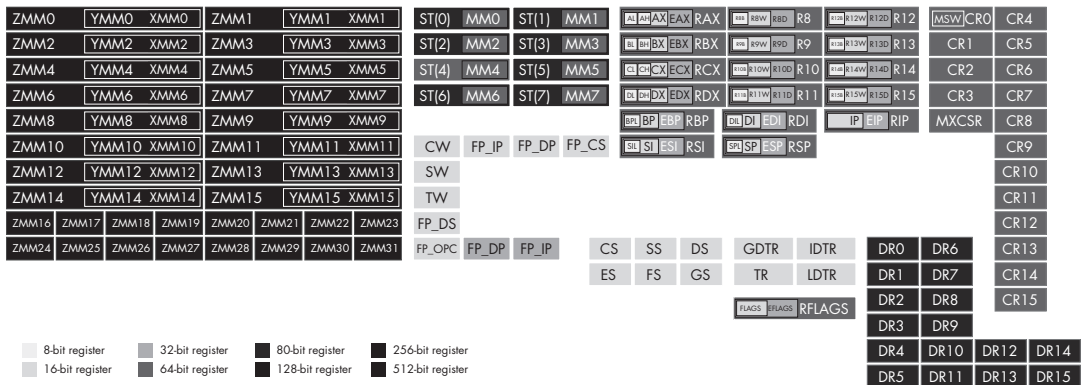 ZMM0 YMM0 XMM0 ZMM1 YMM1 XMM1 ST(0) MM0 ST(1) MM1 AL AH AX EAX RAX R8B R8W R8D R8 R12B R12W R12D R12 MSW CR0 CR4
ZMM2 YMM2 XMM2 ZMM3 YMM3 XMM3 ST(2) MM2 ST(3) MM3 BL BH BX EBX RBX R9B R9W R9D R9 R13B R13W R13D R13 CR1 CR5
ZMM4 YMM4 XMM4 ZMM5 YMM5 XMM5 ST(4) MM4 ST(5) MM5 CL CH CX ECX RCX R10B R10W R10D R10 R14B R14W R14D R14 CR2 CR6
ZMM6 YMM6 XMM6 ZMM7 YMM7 XMM7 ST(6) MM6 ST(7) MM7 DL DH DX EDX RDX R11B R11W R11D R11 R15B R15W R15D R15 CR3 CR7
ZMM8 YMM8 XMM8 ZMM9 YMM9 XMM9 BPL BP EBP RBP DIL DI EDI RDI IP EIP RIP MXCSR CR8
ZMM10 YMM10 XMM10 ZMM11 YMM11 XMM11 CW FP_IP FP_DP FP_CS SIL SI ESI RSI SPL SP ESP RSP CR9
ZMM12 YMM12 XMM12 ZMM13 YMM13 XMM13 SW CR10
ZMM14 YMM14 XMM14 ZMM15 YMM15 XMM15 TW CR11
ZMM16 ZMM17 ZMM18 ZMM19 ZMM20 ZMM21 ZMM22 ZMM23 FP_DS CR12
ZMM24 ZMM25 ZMM26 ZMM27 ZMM28 ZMM29 ZMM30 ZMM31 FP_OPC FP_DP FP_IP CS SS DS GDTR IDTR DR0 DR6 CR13
ES FS GS TR LDTR DR1 DR7 CR14
FLAGS EFLAGS RFLAGS DR2 DR8 CR15
DR3 DR9
8-bit register 32-bit register 80-bit register 256-bit register DR4 DR10 DR12 DR14
16-bit register 64-bit register 128-bit register 512-bit register DR5 DR11 DR13 DR15